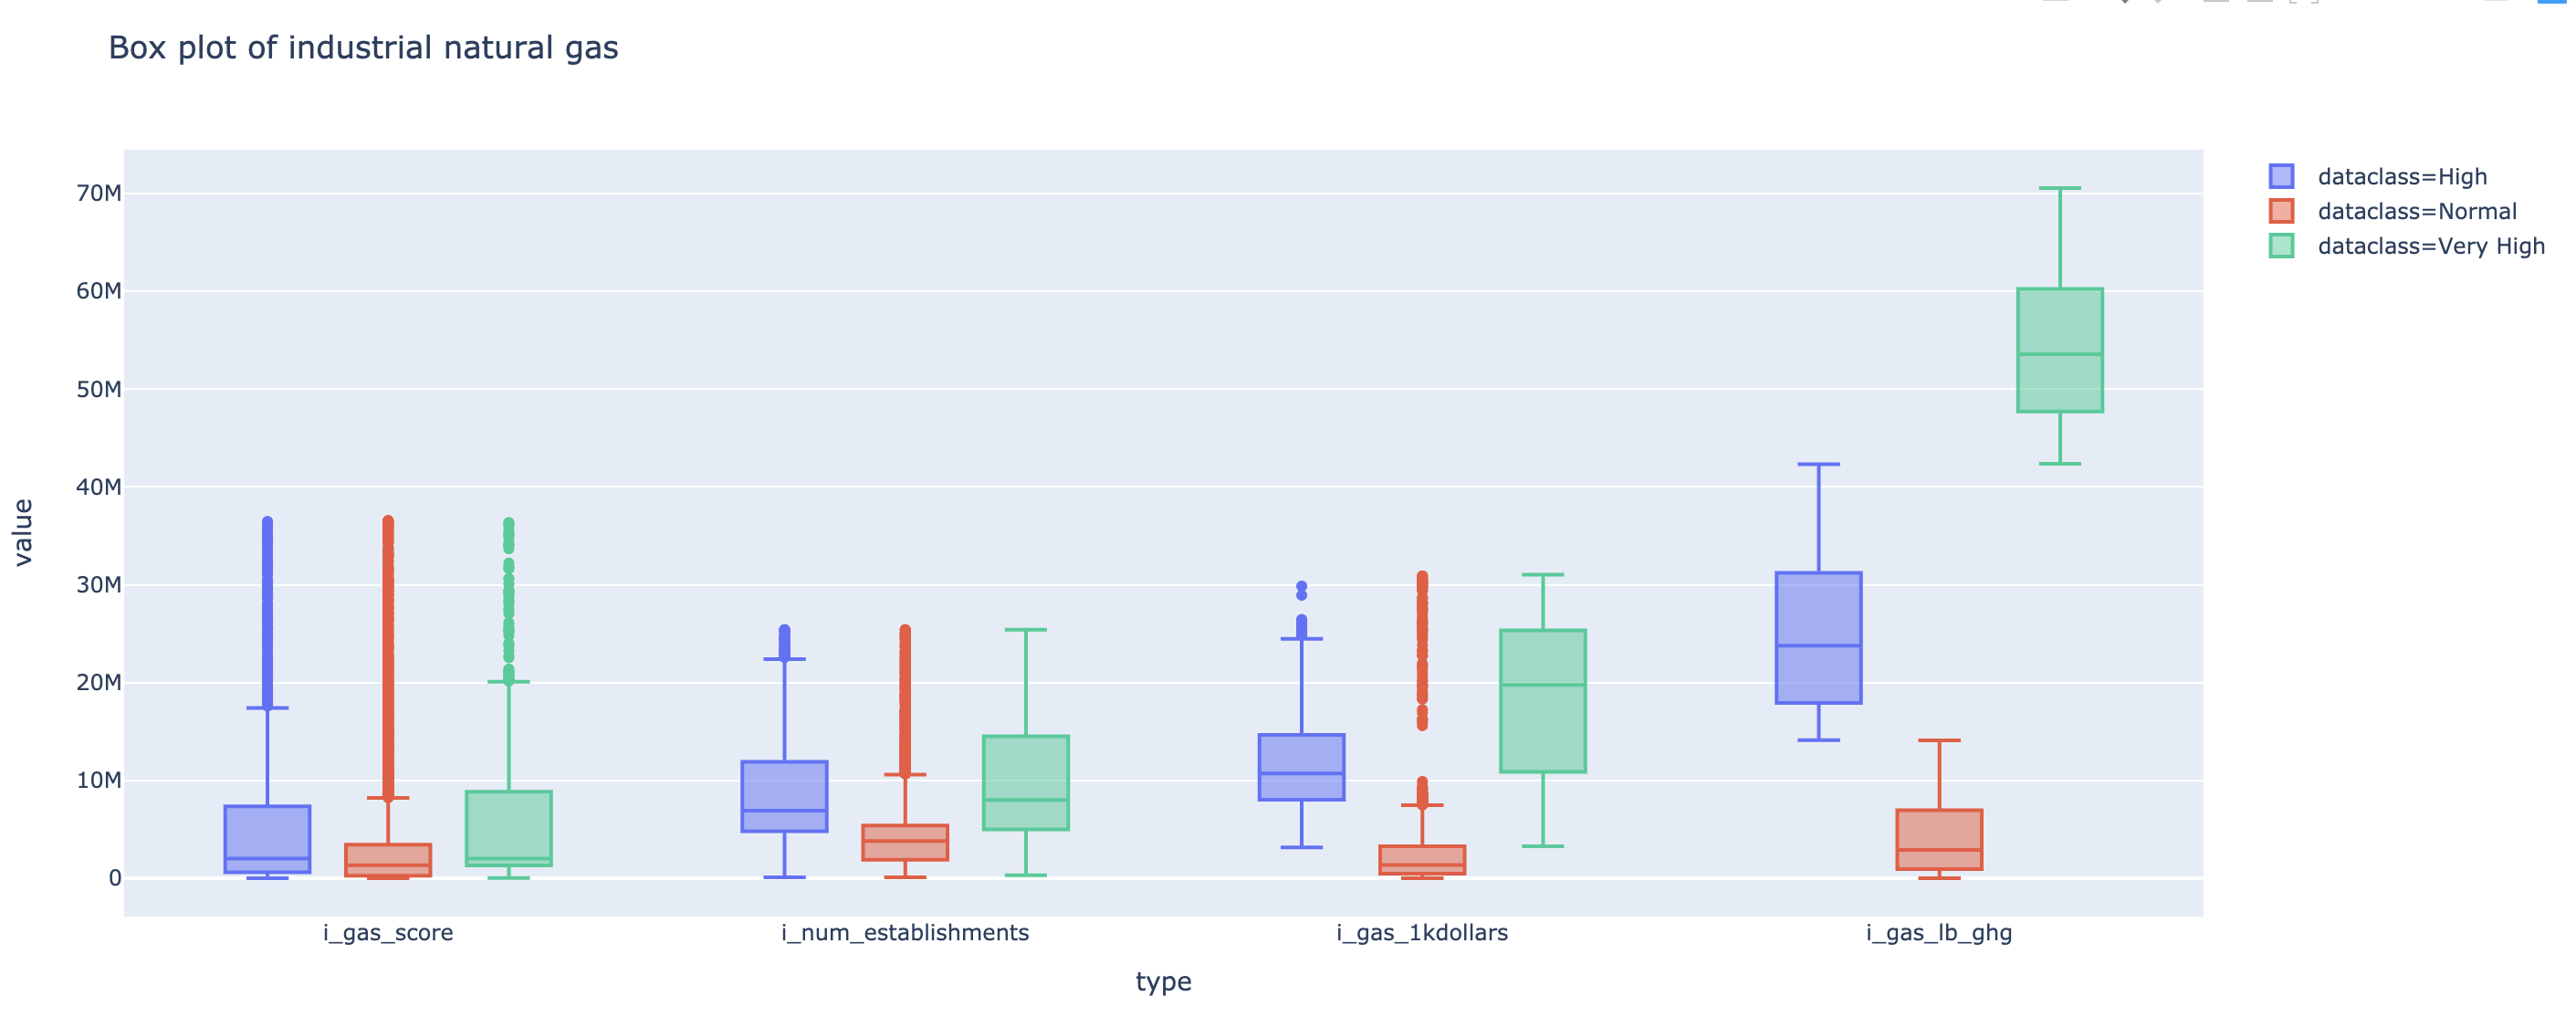 Box plot of industrial natural gas
dataclass=High
dataclass=Normal
dataclass=Very High
70M
60M
50M
40M
30M
20M
10M
0
value
i_gas_score
i_num_establishments
i_gas_1kdollars
i_gas_lb_ghg
type